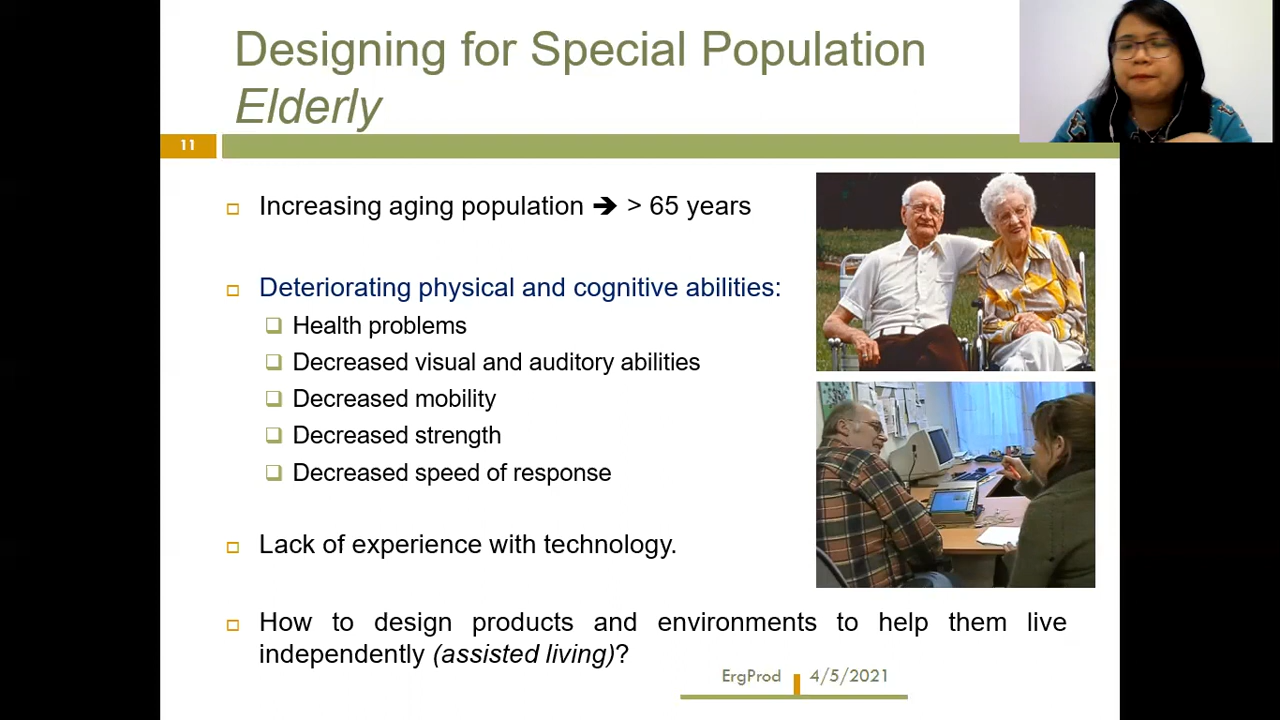 Designing for Special Population
Elderly
11
Increasing aging population ➔ > 65 years
Deteriorating physical and cognitive abilities:
Health problems
Decreased visual and auditory abilities
Decreased mobility
Decreased strength
Decreased speed of response
Lack of experience with technology.
How to design products and environments to help them live
independently (assisted living)?
ErgProd 4/5/2021